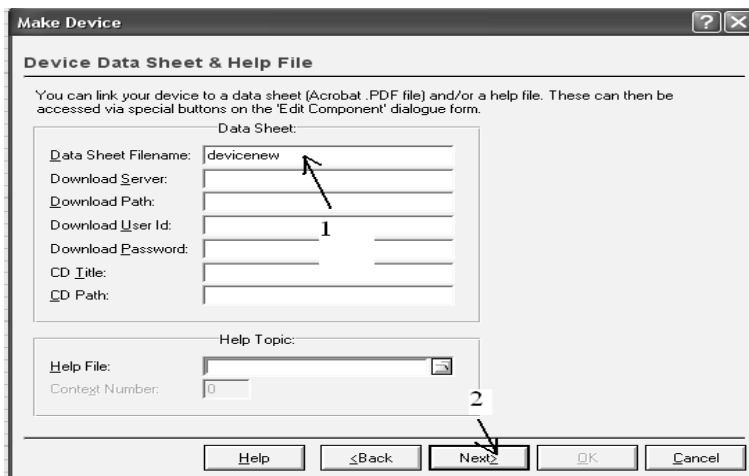 Make Device
Device Data Sheet & Help File
You can link your device to a data sheet (Acrobat .PDF file) and/or a help file. These can then be
accessed via special buttons on the 'Edit Component' dialogue form.
Data Sheet:
Data Sheet Filename: devicenew
Download Server:
Download Path:
Download User Id:
1
Download Password:
CD Title:
CD Path:
Help Topic:
Help File:
Context Number: 0
2
Help <Back Next> OK Cancel